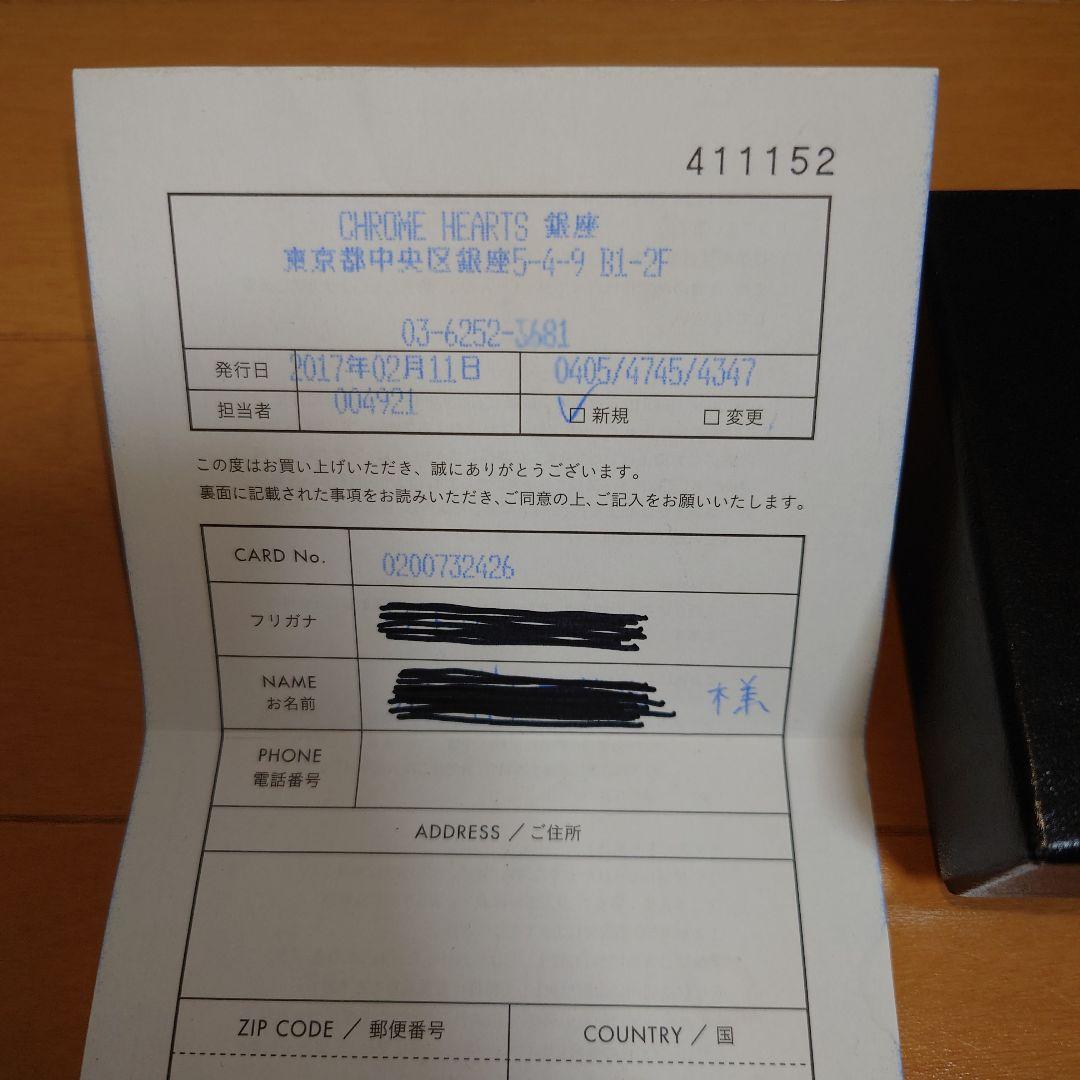 411152
CHROME HEARTS 銀座
東京都中央区銀座5-4-9 B1-2F
03-6252-3681
発行日 2017年02月11日 0405/4745/4347
担当者 004921 □新規 □変更
この度はお買い上げいただき、誠にありがとうございます。
裏面に記載された事項をお読みいただき、ご同意の上、ご記入をお願いいたします。
CARD No. 0200732426
フリガナ
NAME
お名前 様
PHONE
電話番号
ADDRESS / ご住所
ZIP CODE / 郵便番号 COUNTRY / 国